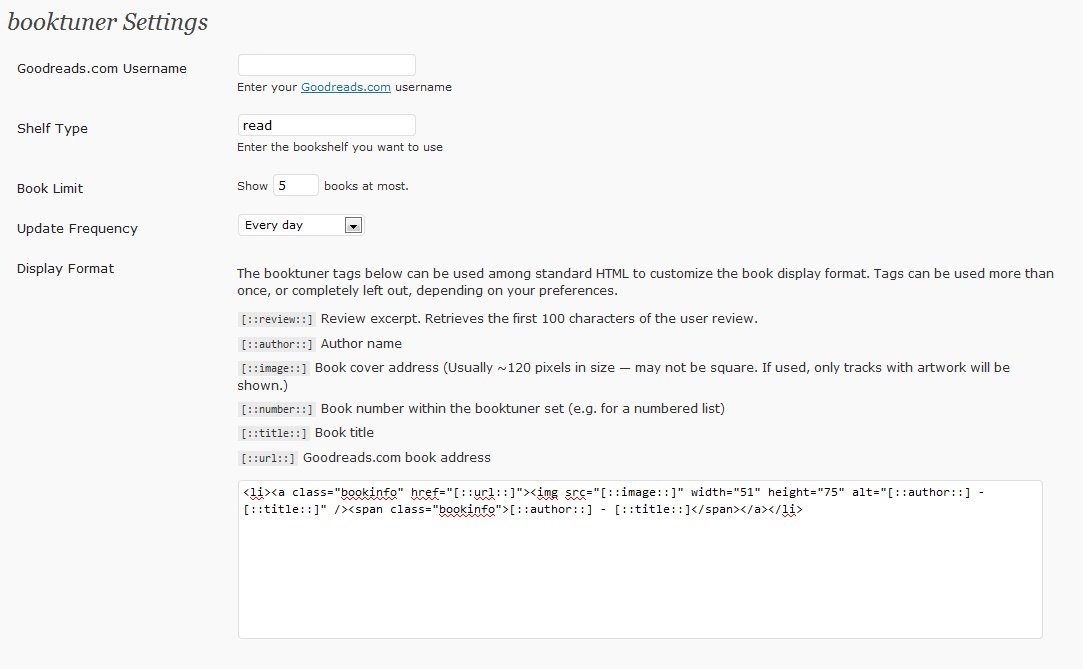 booktuner Settings
Goodreads.com Username
Enter your Goodreads.com username
Shelf Type
read
Enter the bookshelf you want to use
Book Limit
Show 5 books at most.
Update Frequency
Every day
Display Format
The booktuner tags below can be used among standard HTML to customize the book display format. Tags can be used more than
once, or completely left out, depending on your preferences.
[::review::] Review excerpt. Retrieves the first 100 characters of the user review.
[::author::] Author name
[::image::] Book cover address (Usually ~120 pixels in size — may not be square. If used, only tracks with artwork will be
shown.)
[::number::] Book number within the booktuner set (e.g. for a numbered list)
[::title::] Book title
[::url::] Goodreads.com book address
<li><a class="bookinfo" href="[::url::]"><img src="[::image::]" width="51" height="75" alt="[::author::] -
[::title::]" /><span class="bookinfo">[::author::] - [::title::]</span></a></li>